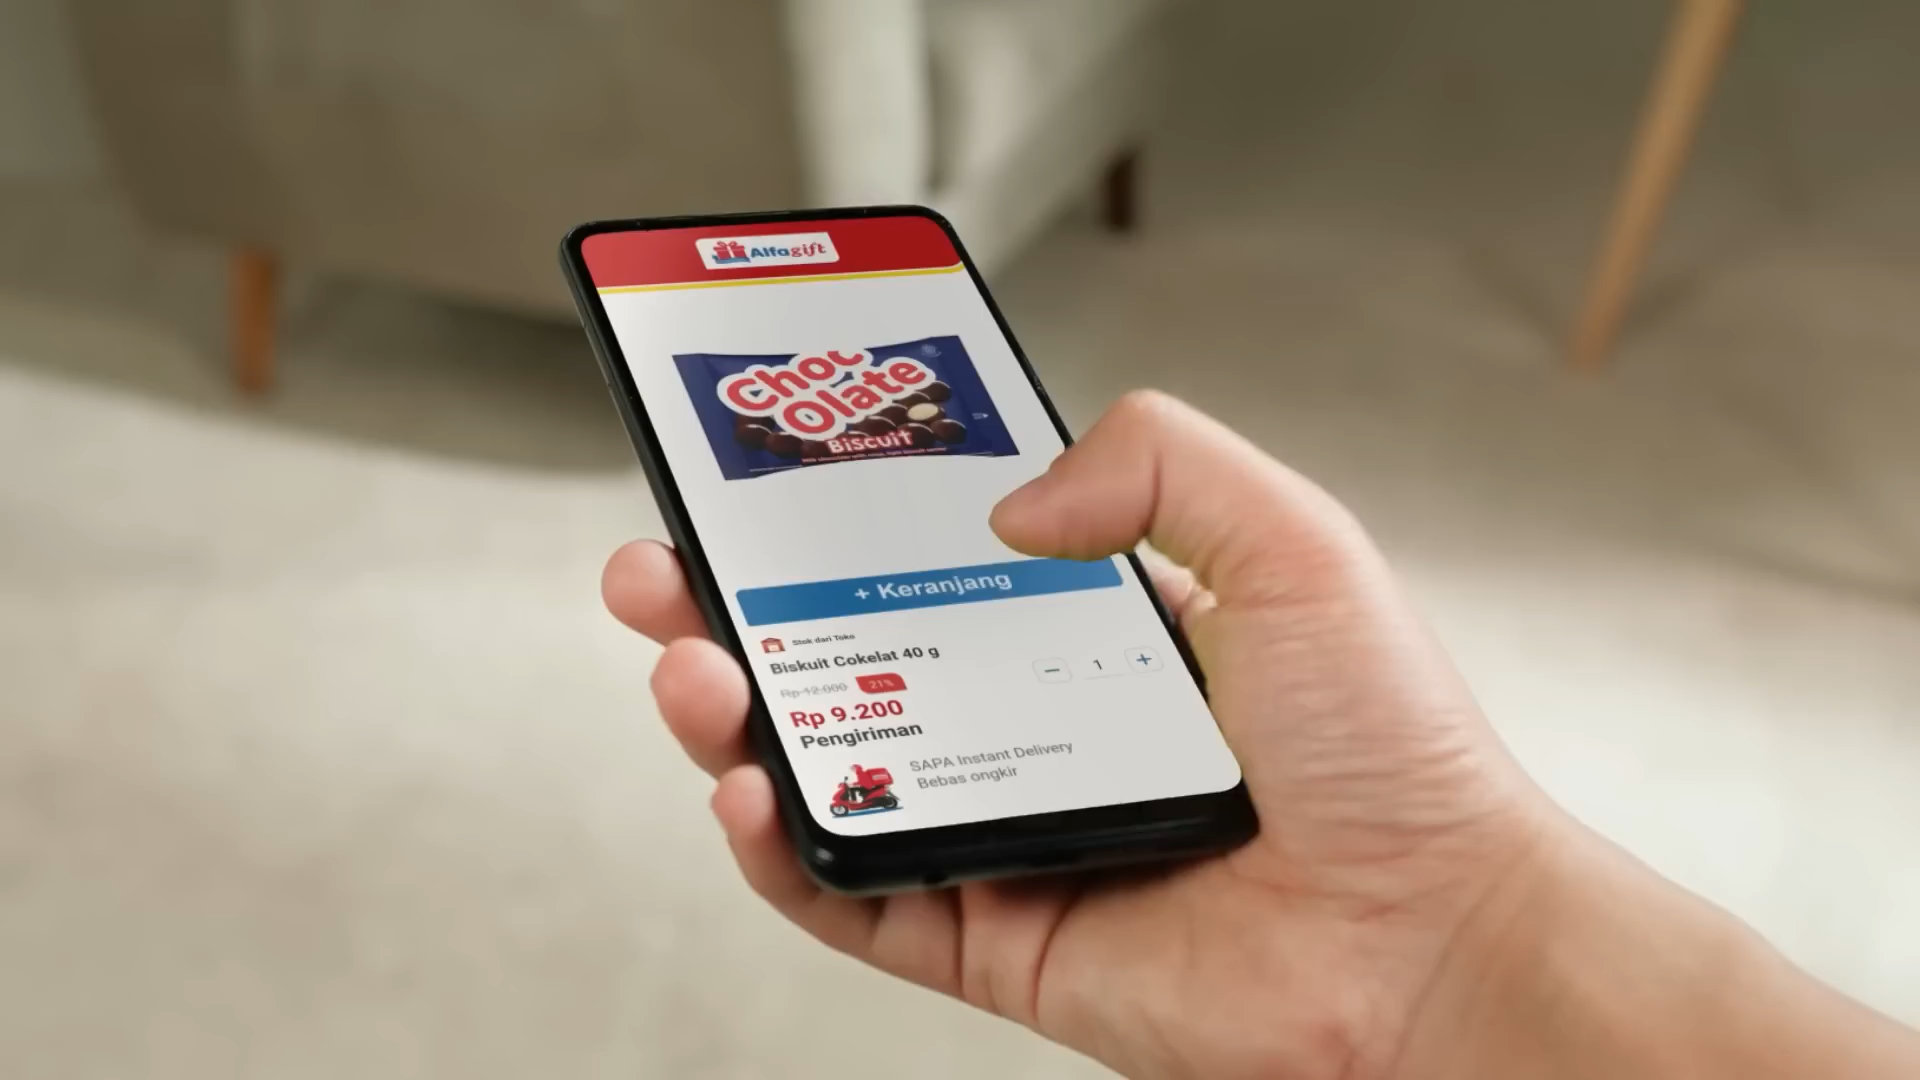 Alfagift
Choc
Olate
Biscuit
+ Keranjang
Stok dari Toko
Biskuit Cokelat 40 g
Rp 12.000 21%
− 1 +
Rp 9.200
Pengiriman
SAPA Instant Delivery
Bebas ongkir